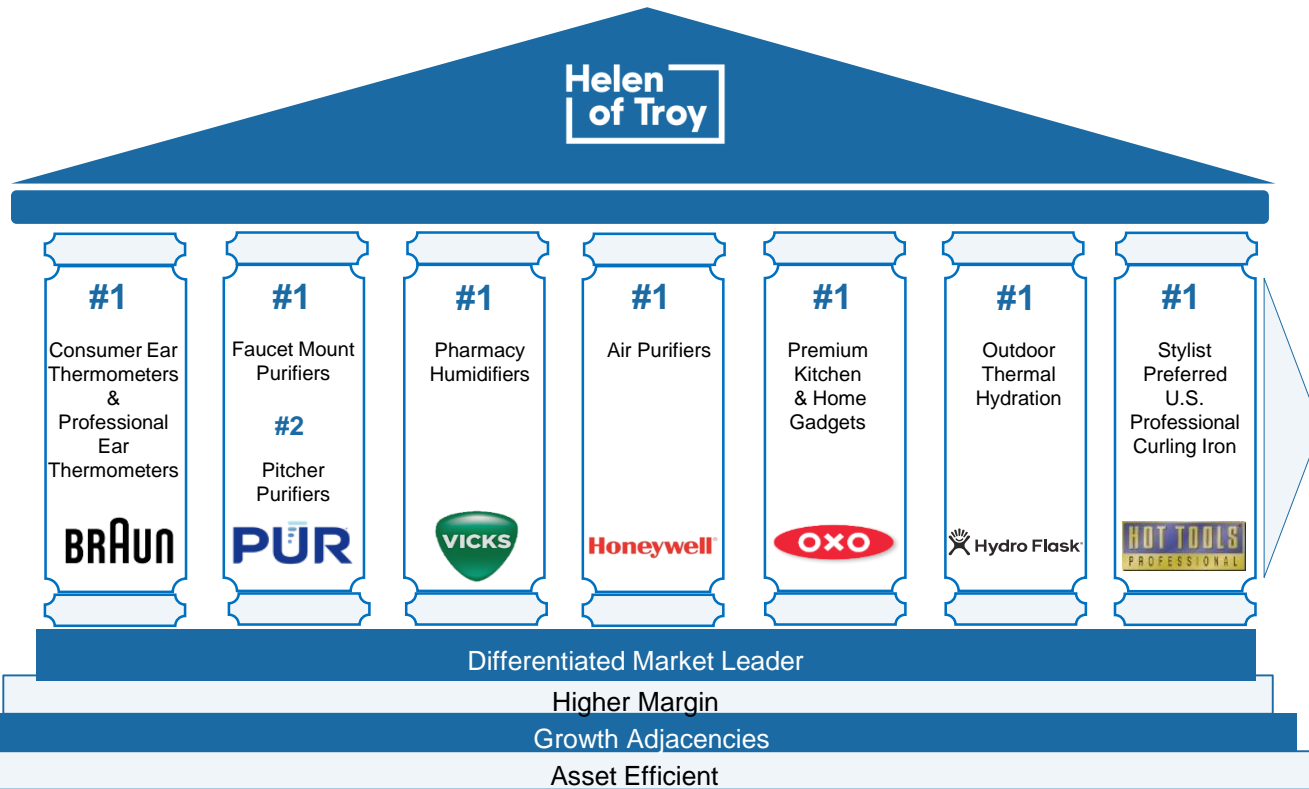 Helen
of Troy
#1
Consumer Ear
Thermometers
&
Professional
Ear
Thermometers
BRAUN
#1
Faucet Mount
Purifiers
#2
Pitcher
Purifiers
PŪR
#1
Pharmacy
Humidifiers
VICKS
#1
Air Purifiers
Honeywell
#1
Premium
Kitchen
& Home
Gadgets
OXO
#1
Outdoor
Thermal
Hydration
Hydro Flask
#1
Stylist
Preferred
U.S.
Professional
Curling Iron
HOT TOOLS
PROFESSIONAL
Differentiated Market Leader
Higher Margin
Growth Adjacencies
Asset Efficient